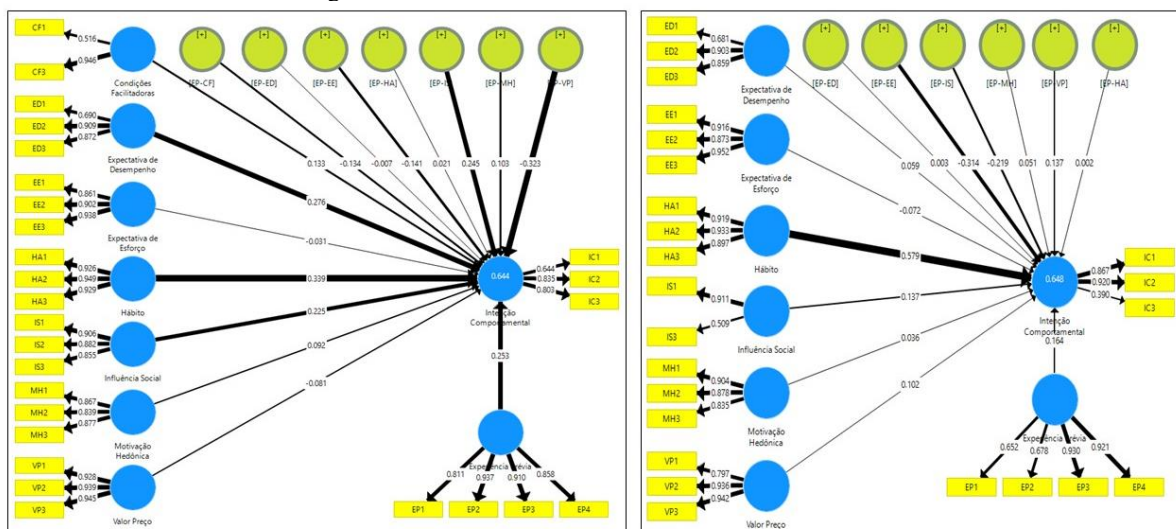 CF1
0.516
CF3
0.946
Condições
Facilitadoras
[+]
[+]
[+]
[+]
[+]
[+]
[+]
[EP-CF]
[EP-ED]
[EP-EE]
[EP-HA]
[EP-IS]
[EP-MH]
[EP-VP]
ED1
0.690
ED2
0.909
ED3
0.872
Expectativa de
Desempenho
0.133
-0.134
-0.007
-0.141
0.021
0.245
0.103
-0.323
0.276
EE1
0.861
EE2
0.902
EE3
0.938
Expectativa de
Esforço
-0.031
HA1
0.926
HA2
0.949
HA3
0.929
Hábito
0.339
0.644
Intenção
Comportamental
0.644
IC1
0.835
IC2
0.803
IC3
IS1
0.906
IS2
0.882
IS3
0.855
Influência Social
0.225
MH1
0.867
MH2
0.839
MH3
0.877
Motivação
Hedônica
0.092
VP1
0.928
VP2
0.939
VP3
0.945
Valor Preço
-0.081
0.253
Experiência Prévia
0.811
0.937
0.910
0.858
EP1
EP2
EP3
EP4
ED1
0.681
ED2
0.903
ED3
0.859
Expectativa de
Desempenho
[+]
[+]
[+]
[+]
[+]
[+]
[EP-ED]
[EP-EE]
[EP-IS]
[EP-MH]
[EP-VP]
[EP-HA]
EE1
0.916
EE2
0.873
EE3
0.952
Expectativa de
Esforço
0.059
0.003
-0.314
-0.219
0.051
0.137
0.002
-0.072
HA1
0.919
HA2
0.933
HA3
0.897
Hábito
0.579
0.648
Intenção
Comportamental
0.867
IC1
0.920
IC2
0.390
IC3
IS1
0.911
IS3
0.509
Influência Social
0.137
MH1
0.904
MH2
0.878
MH3
0.835
Motivação
Hedônica
0.036
VP1
0.797
VP2
0.936
VP3
0.942
Valor Preço
0.102
0.164
Experiência Prévia
0.652
0.678
0.930
0.921
EP1
EP2
EP3
EP4